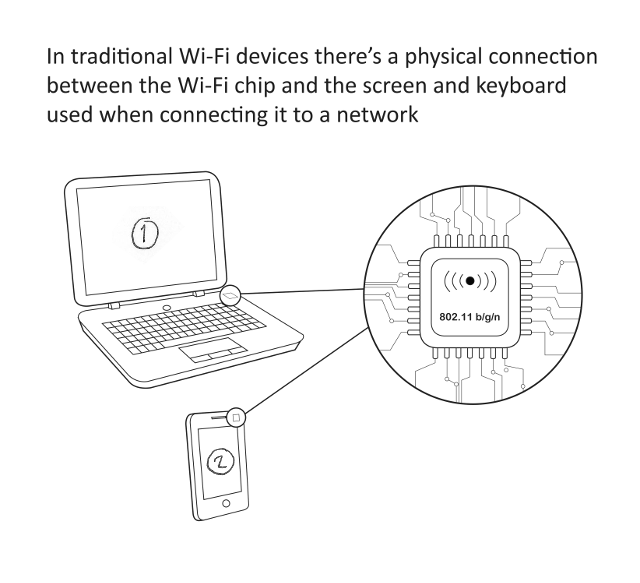 In traditional Wi-Fi devices there's a physical connection
between the Wi-Fi chip and the screen and keyboard
used when connecting it to a network
1
802.11 b/g/n
2